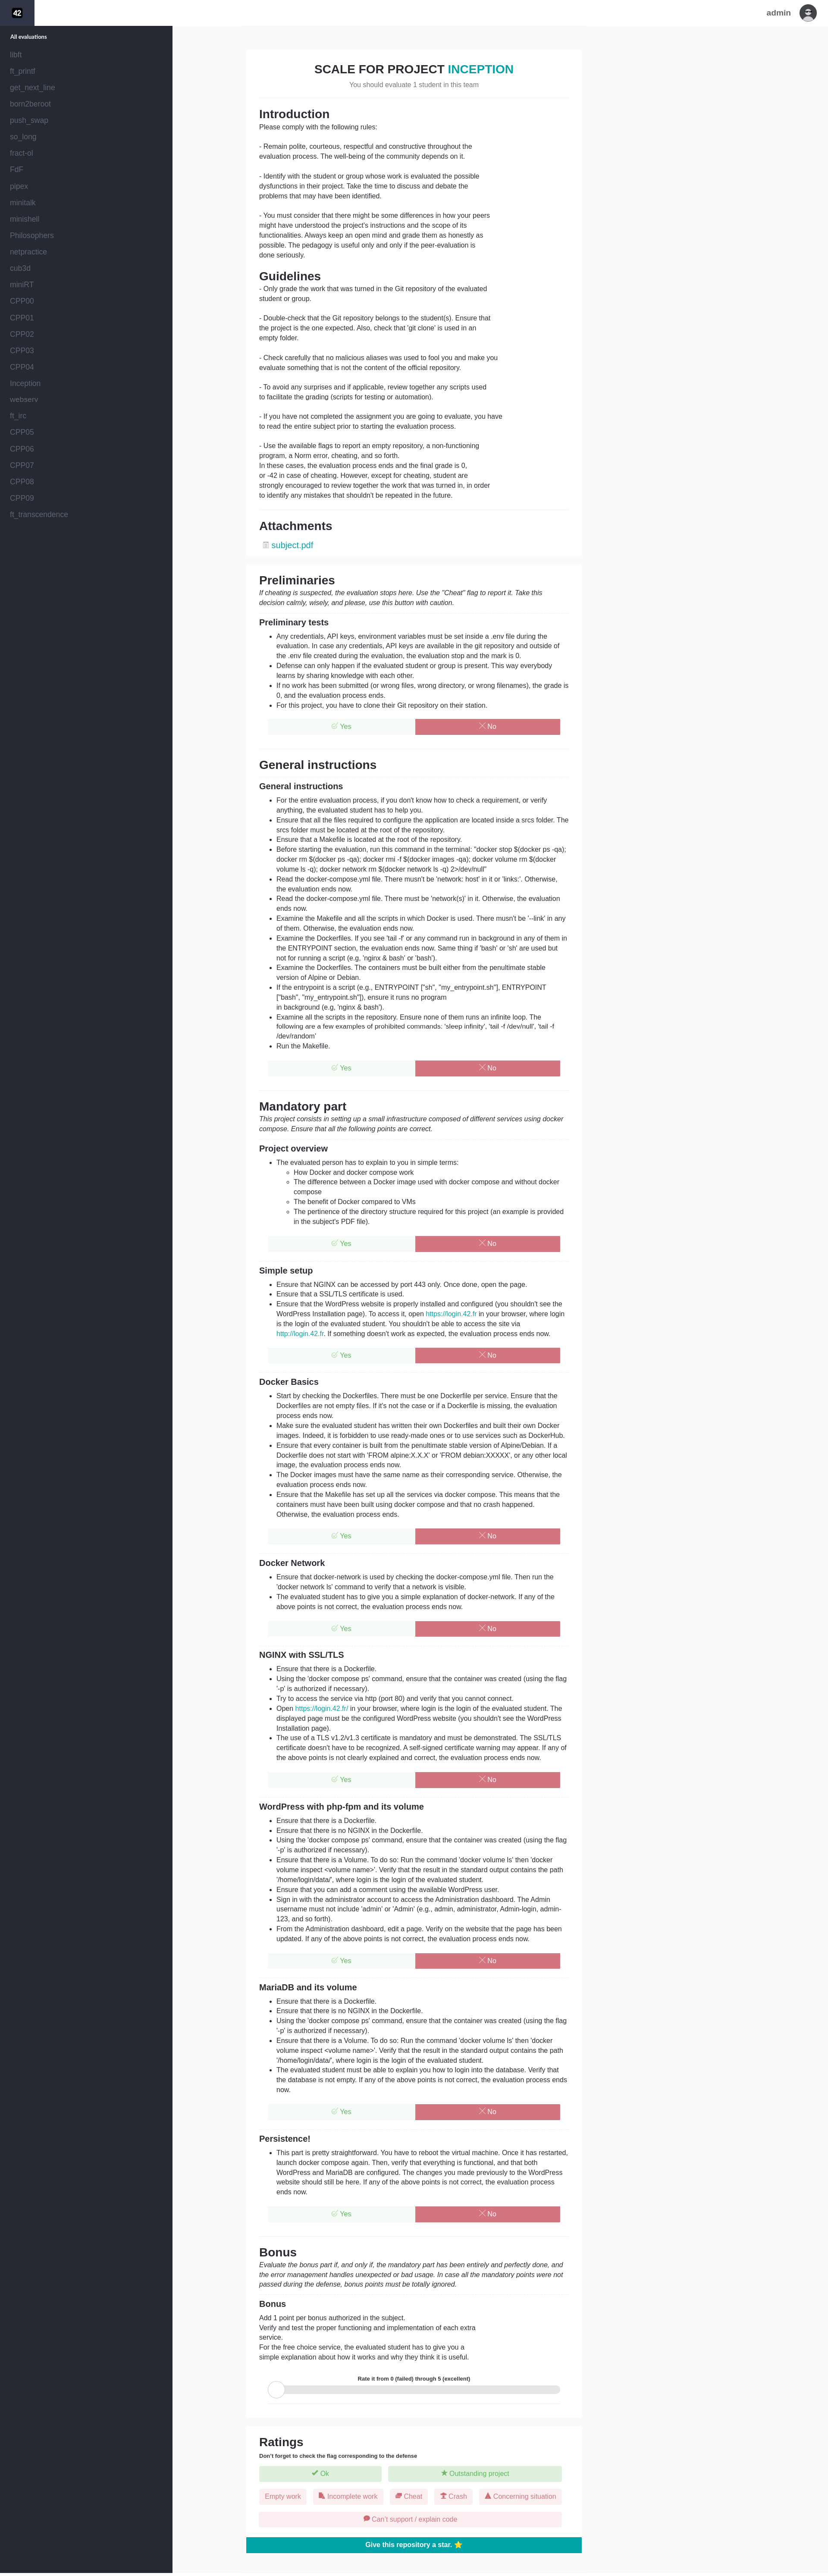 42
admin
All evaluations
libft
ft_printf
get_next_line
born2beroot
push_swap
so_long
fract-ol
FdF
pipex
minitalk
minishell
Philosophers
netpractice
cub3d
miniRT
CPP00
CPP01
CPP02
CPP03
CPP04
Inception
webserv
ft_irc
CPP05
CPP06
CPP07
CPP08
CPP09
ft_transcendence
SCALE FOR PROJECT INCEPTION
You should evaluate 1 student in this team
Introduction
Please comply with the following rules:
- Remain polite, courteous, respectful and constructive throughout the
evaluation process. The well-being of the community depends on it.
- Identify with the student or group whose work is evaluated the possible
dysfunctions in their project. Take the time to discuss and debate the
problems that may have been identified.
- You must consider that there might be some differences in how your peers
might have understood the project's instructions and the scope of its
functionalities. Always keep an open mind and grade them as honestly as
possible. The pedagogy is useful only and only if the peer-evaluation is
done seriously.
Guidelines
- Only grade the work that was turned in the Git repository of the evaluated
student or group.
- Double-check that the Git repository belongs to the student(s). Ensure that
the project is the one expected. Also, check that 'git clone' is used in an
empty folder.
- Check carefully that no malicious aliases was used to fool you and make you
evaluate something that is not the content of the official repository.
- To avoid any surprises and if applicable, review together any scripts used
to facilitate the grading (scripts for testing or automation).
- If you have not completed the assignment you are going to evaluate, you have
to read the entire subject prior to starting the evaluation process.
- Use the available flags to report an empty repository, a non-functioning
program, a Norm error, cheating, and so forth.
In these cases, the evaluation process ends and the final grade is 0,
or -42 in case of cheating. However, except for cheating, student are
strongly encouraged to review together the work that was turned in, in order
to identify any mistakes that shouldn't be repeated in the future.
Attachments
subject.pdf
Preliminaries
If cheating is suspected, the evaluation stops here. Use the "Cheat" flag to report it. Take this
decision calmly, wisely, and please, use this button with caution.
Preliminary tests
• Any credentials, API keys, environment variables must be set inside a .env file during the
evaluation. In case any credentials, API keys are available in the git repository and outside of
the .env file created during the evaluation, the evaluation stop and the mark is 0.
• Defense can only happen if the evaluated student or group is present. This way everybody
learns by sharing knowledge with each other.
• If no work has been submitted (or wrong files, wrong directory, or wrong filenames), the grade is
0, and the evaluation process ends.
• For this project, you have to clone their Git repository on their station.
Yes
No
General instructions
General instructions
• For the entire evaluation process, if you don't know how to check a requirement, or verify
anything, the evaluated student has to help you.
• Ensure that all the files required to configure the application are located inside a srcs folder. The
srcs folder must be located at the root of the repository.
• Ensure that a Makefile is located at the root of the repository.
• Before starting the evaluation, run this command in the terminal: "docker stop $(docker ps -qa);
docker rm $(docker ps -qa); docker rmi -f $(docker images -qa); docker volume rm $(docker
volume ls -q); docker network rm $(docker network ls -q) 2>/dev/null"
• Read the docker-compose.yml file. There musn't be 'network: host' in it or 'links:'. Otherwise,
the evaluation ends now.
• Read the docker-compose.yml file. There must be 'network(s)' in it. Otherwise, the evaluation
ends now.
• Examine the Makefile and all the scripts in which Docker is used. There musn't be '--link' in any
of them. Otherwise, the evaluation ends now.
• Examine the Dockerfiles. If you see 'tail -f' or any command run in background in any of them in
the ENTRYPOINT section, the evaluation ends now. Same thing if 'bash' or 'sh' are used but
not for running a script (e.g, 'nginx & bash' or 'bash').
• Examine the Dockerfiles. The containers must be built either from the penultimate stable
version of Alpine or Debian.
• If the entrypoint is a script (e.g., ENTRYPOINT ["sh", "my_entrypoint.sh"], ENTRYPOINT
["bash", "my_entrypoint.sh"]), ensure it runs no program
in background (e.g, 'nginx & bash').
• Examine all the scripts in the repository. Ensure none of them runs an infinite loop. The
following are a few examples of prohibited commands: 'sleep infinity', 'tail -f /dev/null', 'tail -f
/dev/random'
• Run the Makefile.
Yes
No
Mandatory part
This project consists in setting up a small infrastructure composed of different services using docker
compose. Ensure that all the following points are correct.
Project overview
• The evaluated person has to explain to you in simple terms:
◦ How Docker and docker compose work
◦ The difference between a Docker image used with docker compose and without docker
compose
◦ The benefit of Docker compared to VMs
◦ The pertinence of the directory structure required for this project (an example is provided
in the subject's PDF file).
Yes
No
Simple setup
• Ensure that NGINX can be accessed by port 443 only. Once done, open the page.
• Ensure that a SSL/TLS certificate is used.
• Ensure that the WordPress website is properly installed and configured (you shouldn't see the
WordPress Installation page). To access it, open https://login.42.fr in your browser, where login
is the login of the evaluated student. You shouldn't be able to access the site via
http://login.42.fr. If something doesn't work as expected, the evaluation process ends now.
Yes
No
Docker Basics
• Start by checking the Dockerfiles. There must be one Dockerfile per service. Ensure that the
Dockerfiles are not empty files. If it's not the case or if a Dockerfile is missing, the evaluation
process ends now.
• Make sure the evaluated student has written their own Dockerfiles and built their own Docker
images. Indeed, it is forbidden to use ready-made ones or to use services such as DockerHub.
• Ensure that every container is built from the penultimate stable version of Alpine/Debian. If a
Dockerfile does not start with 'FROM alpine:X.X.X' or 'FROM debian:XXXXX', or any other local
image, the evaluation process ends now.
• The Docker images must have the same name as their corresponding service. Otherwise, the
evaluation process ends now.
• Ensure that the Makefile has set up all the services via docker compose. This means that the
containers must have been built using docker compose and that no crash happened.
Otherwise, the evaluation process ends.
Yes
No
Docker Network
• Ensure that docker-network is used by checking the docker-compose.yml file. Then run the
'docker network ls' command to verify that a network is visible.
• The evaluated student has to give you a simple explanation of docker-network. If any of the
above points is not correct, the evaluation process ends now.
Yes
No
NGINX with SSL/TLS
• Ensure that there is a Dockerfile.
• Using the 'docker compose ps' command, ensure that the container was created (using the flag
'-p' is authorized if necessary).
• Try to access the service via http (port 80) and verify that you cannot connect.
• Open https://login.42.fr/ in your browser, where login is the login of the evaluated student. The
displayed page must be the configured WordPress website (you shouldn't see the WordPress
Installation page).
• The use of a TLS v1.2/v1.3 certificate is mandatory and must be demonstrated. The SSL/TLS
certificate doesn't have to be recognized. A self-signed certificate warning may appear. If any of
the above points is not clearly explained and correct, the evaluation process ends now.
Yes
No
WordPress with php-fpm and its volume
• Ensure that there is a Dockerfile.
• Ensure that there is no NGINX in the Dockerfile.
• Using the 'docker compose ps' command, ensure that the container was created (using the flag
'-p' is authorized if necessary).
• Ensure that there is a Volume. To do so: Run the command 'docker volume ls' then 'docker
volume inspect <volume name>'. Verify that the result in the standard output contains the path
'/home/login/data/', where login is the login of the evaluated student.
• Ensure that you can add a comment using the available WordPress user.
• Sign in with the administrator account to access the Administration dashboard. The Admin
username must not include 'admin' or 'Admin' (e.g., admin, administrator, Admin-login, admin-
123, and so forth).
• From the Administration dashboard, edit a page. Verify on the website that the page has been
updated. If any of the above points is not correct, the evaluation process ends now.
Yes
No
MariaDB and its volume
• Ensure that there is a Dockerfile.
• Ensure that there is no NGINX in the Dockerfile.
• Using the 'docker compose ps' command, ensure that the container was created (using the flag
'-p' is authorized if necessary).
• Ensure that there is a Volume. To do so: Run the command 'docker volume ls' then 'docker
volume inspect <volume name>'. Verify that the result in the standard output contains the path
'/home/login/data/', where login is the login of the evaluated student.
• The evaluated student must be able to explain you how to login into the database. Verify that
the database is not empty. If any of the above points is not correct, the evaluation process ends
now.
Yes
No
Persistence!
• This part is pretty straightforward. You have to reboot the virtual machine. Once it has restarted,
launch docker compose again. Then, verify that everything is functional, and that both
WordPress and MariaDB are configured. The changes you made previously to the WordPress
website should still be here. If any of the above points is not correct, the evaluation process
ends now.
Yes
No
Bonus
Evaluate the bonus part if, and only if, the mandatory part has been entirely and perfectly done, and
the error management handles unexpected or bad usage. In case all the mandatory points were not
passed during the defense, bonus points must be totally ignored.
Bonus
Add 1 point per bonus authorized in the subject.
Verify and test the proper functioning and implementation of each extra
service.
For the free choice service, the evaluated student has to give you a
simple explanation about how it works and why they think it is useful.
Rate it from 0 (failed) through 5 (excellent)
Ratings
Don't forget to check the flag corresponding to the defense
Ok
Outstanding project
Empty work
Incomplete work
Cheat
Crash
Concerning situation
Can't support / explain code
Give this repository a star. ⭐